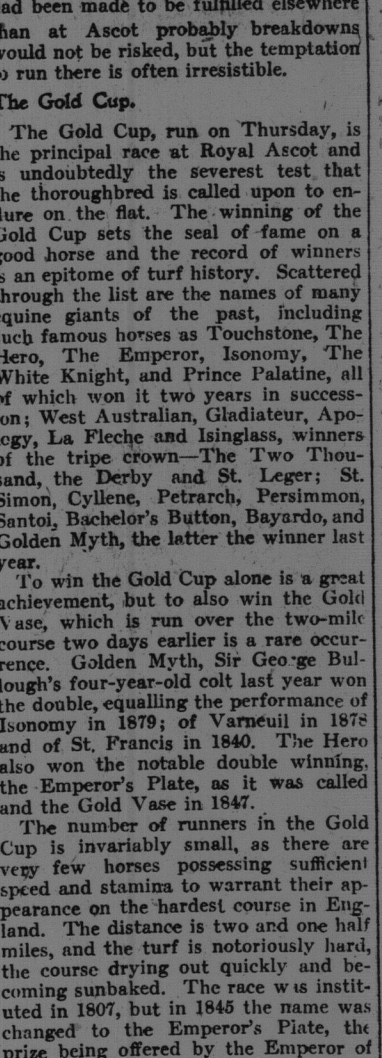 ad been made to be fulfilled elsewhere
han at Ascot probably breakdowns
vould not be risked, but the temptation
o run there is often irresistible.
The Gold Cup.
The Gold Cup, run on Thursday, is
he principal race at Royal Ascot and
s undoubtedly the severest test that
he thoroughbred is called upon to en-
lure on the flat. The winning of the
Gold Cup sets the seal of fame on a
good horse and the record of winners
s an epitome of turf history. Scattered
hrough the list are the names of many
equine giants of the past, including
uch famous horses as Touchstone, The
Hero, The Emperor, Isonomy, The
White Knight, and Prince Palatine, all
of which won it two years in success-
on; West Australian, Gladiateur, Apo-
ogy, La Fleche and Isinglass, winners
of the tripe crown—The Two Thou-
sand, the Derby and St. Leger; St.
Simon, Cyllene, Petrarch, Persimmon,
Santoi, Bachelor's Button, Bayardo, and
Golden Myth, the latter the winner last
year.
To win the Gold Cup alone is a great
achievement, but to also win the Gold
Vase, which is run over the two-mile
course two days earlier is a rare occur-
rence. Golden Myth, Sir George Bul-
lough's four-year-old colt last year won
the double, equalling the performance of
Isonomy in 1879; of Varneuil in 1878
and of St. Francis in 1840. The Hero
also won the notable double winning,
the Emperor's Plate, as it was called
and the Gold Vase in 1847.
The number of runners in the Gold
Cup is invariably small, as there are
very few horses possessing sufficient
speed and stamina to warrant their ap-
pearance on the hardest course in Eng-
land. The distance is two and one half
miles, and the turf is notoriously hard,
the course drying out quickly and be-
coming sunbaked. The race was instit-
uted in 1807, but in 1845 the name was
changed to the Emperor's Plate, the
prize being offered by the Emperor of